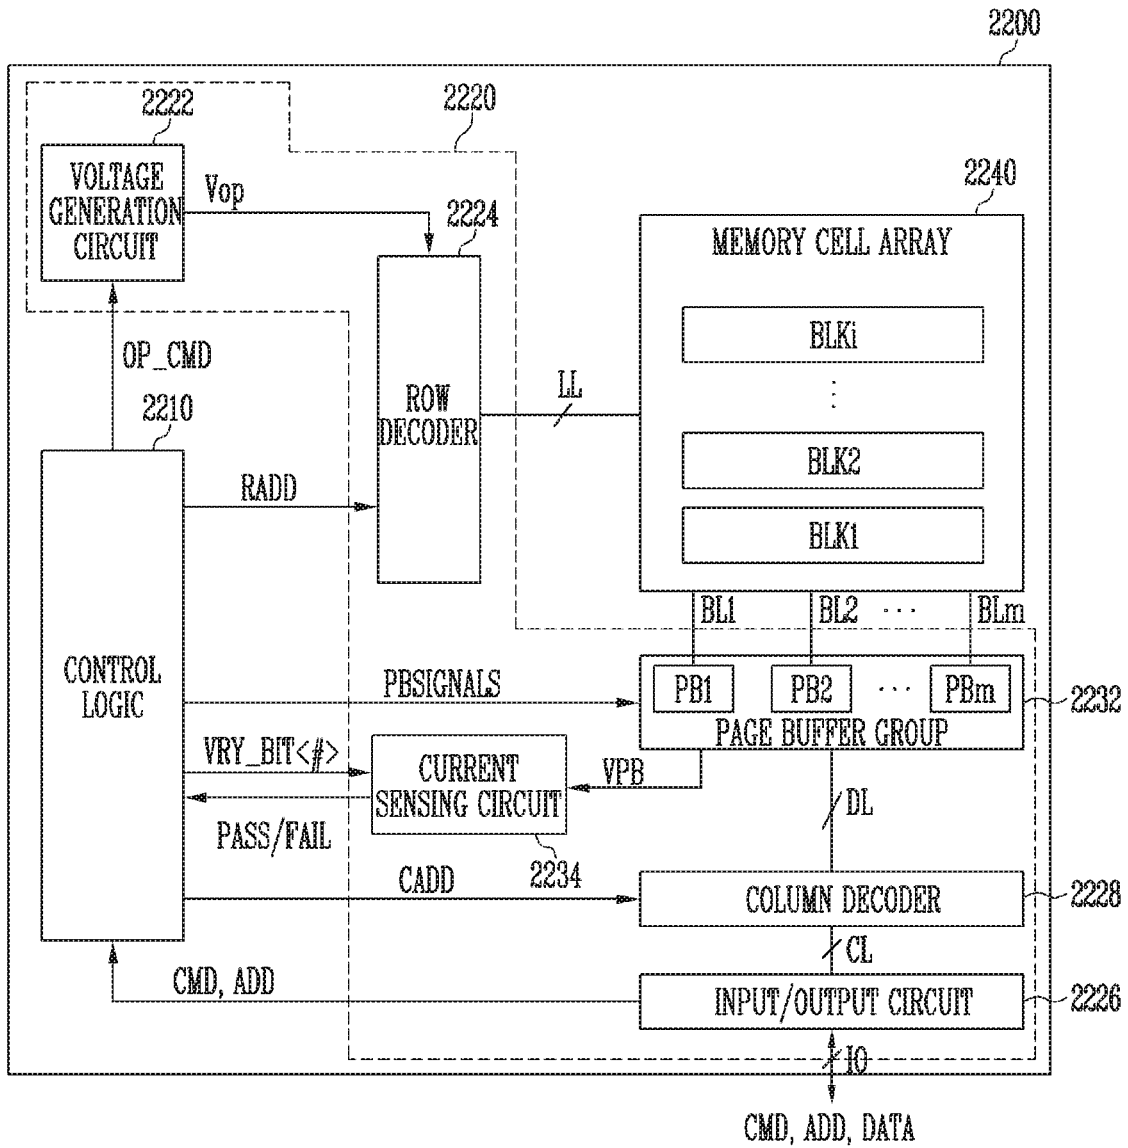 2200
2222
2220
VOLTAGE
GENERATION
CIRCUIT
Vop
2224
2240
MEMORY CELL ARRAY
BLKi
⋮
BLK2
BLK1
OP_CMD
ROW
DECODER
LL
2210
RADD
BL1 BL2 ··· BLm
CONTROL
LOGIC
PBSIGNALS
PB1 PB2 ··· PBm
PAGE BUFFER GROUP
2232
VRY_BIT<#>
CURRENT
SENSING CIRCUIT
VPB
PASS/FAIL
2234
DL
CADD
COLUMN DECODER
2228
CL
CMD, ADD
INPUT/OUTPUT CIRCUIT
2226
IO
CMD, ADD, DATA